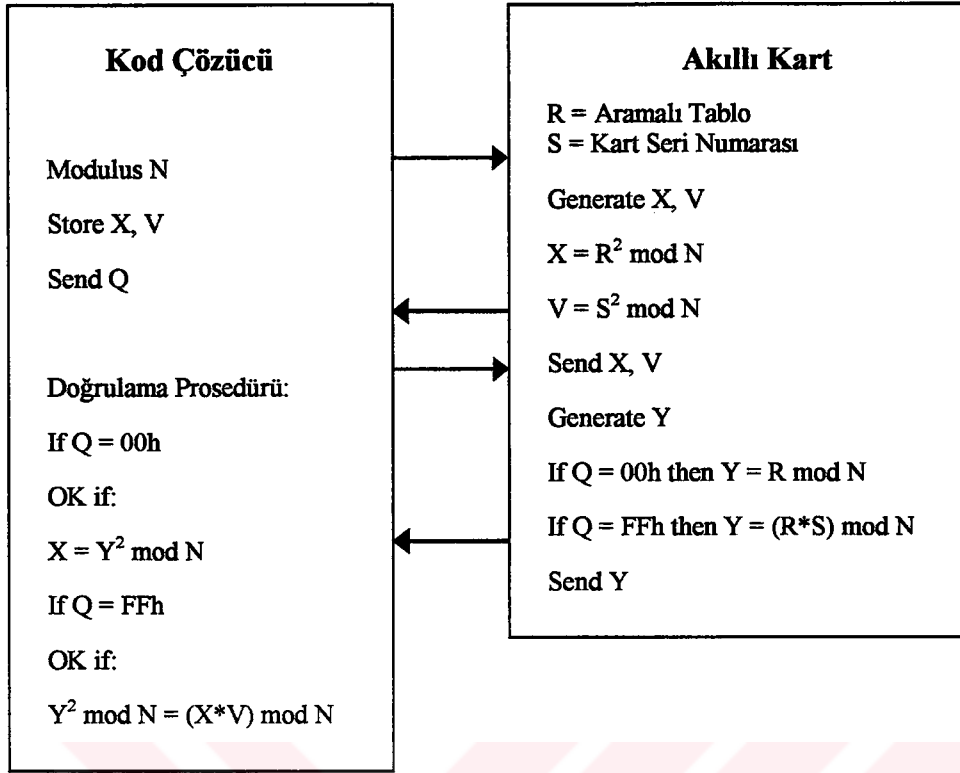 Kod Çözücü
Modulus N
Store X, V
Send Q
Doğrulama Prosedürü:
If Q = 00h
OK if:
X = Y² mod N
If Q = FFh
OK if:
Y² mod N = (X*V) mod N
Akıllı Kart
R = Aramalı Tablo
S = Kart Seri Numarası
Generate X, V
X = R² mod N
V = S² mod N
Send X, V
Generate Y
If Q = 00h then Y = R mod N
If Q = FFh then Y = (R*S) mod N
Send Y